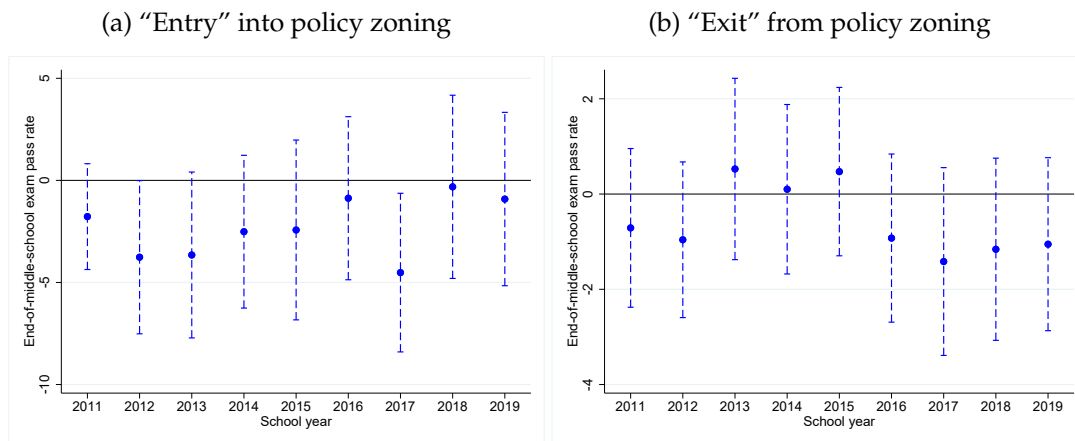 (a) “Entry” into policy zoning
End-of-middle-schoool exam pass rate
5
0
-5
-10
2011 2012 2013 2014 2015 2016 2017 2018 2019
School year
(b) “Exit” from policy zoning
End-of-middle-schoool exam pass rate
2
0
-2
-4
2011 2012 2013 2014 2015 2016 2017 2018 2019
School year